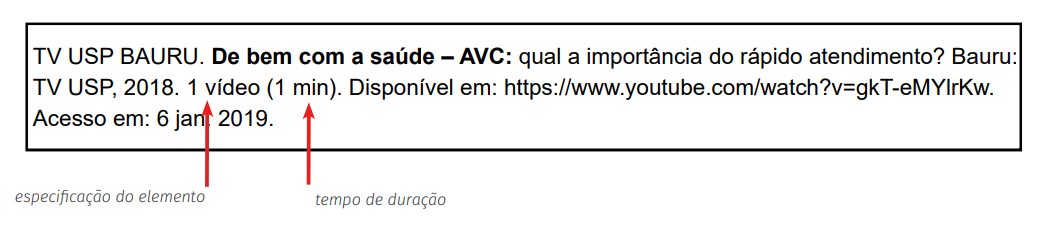 TV USP BAURU. De bem com a saúde – AVC: qual a importância do rápido atendimento? Bauru:
TV USP, 2018. 1 vídeo (1 min). Disponível em: https://www.youtube.com/watch?v=gkT-eMYlrKw.
Acesso em: 6 jan. 2019.
especificação do elemento
tempo de duração